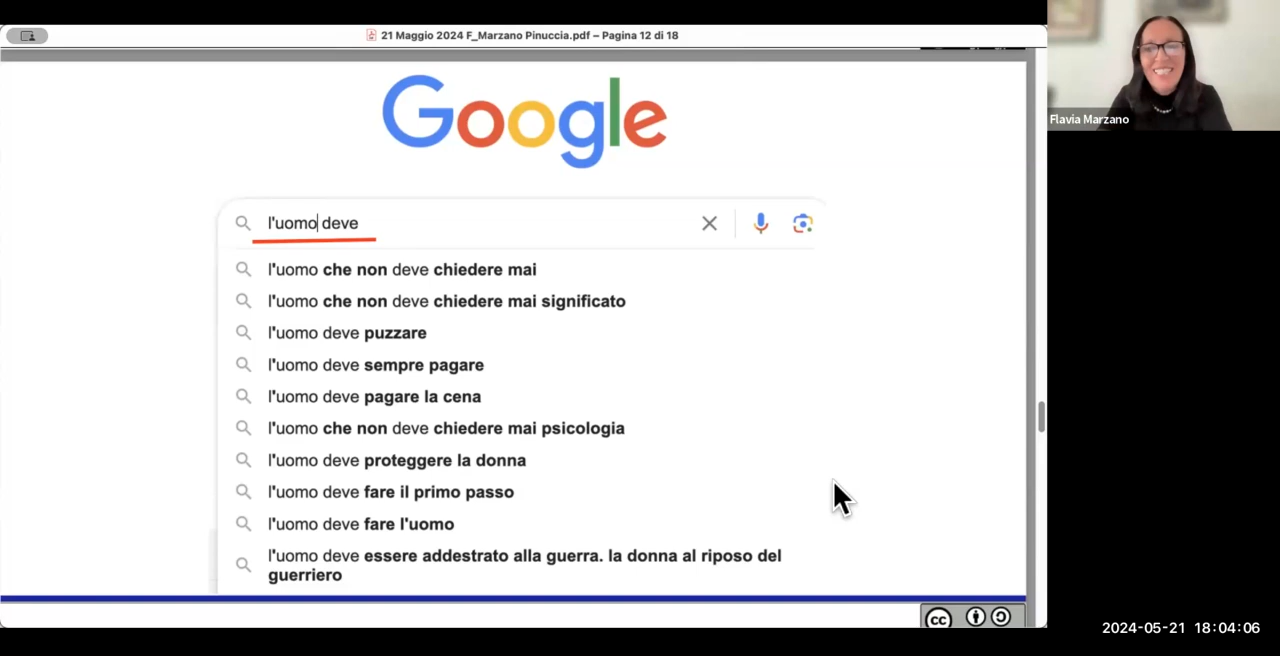 21 Maggio 2024 F_Marzano Pinuccia.pdf – Pagina 12 di 18
Google
l'uomo deve
l'uomo che non deve chiedere mai
l'uomo che non deve chiedere mai significato
l'uomo deve puzzare
l'uomo deve sempre pagare
l'uomo deve pagare la cena
l'uomo che non deve chiedere mai psicologia
l'uomo deve proteggere la donna
l'uomo deve fare il primo passo
l'uomo deve fare l'uomo
l'uomo deve essere addestrato alla guerra. la donna al riposo del
guerriero
cc
Flavia Marzano
2024-05-21 18:04:06